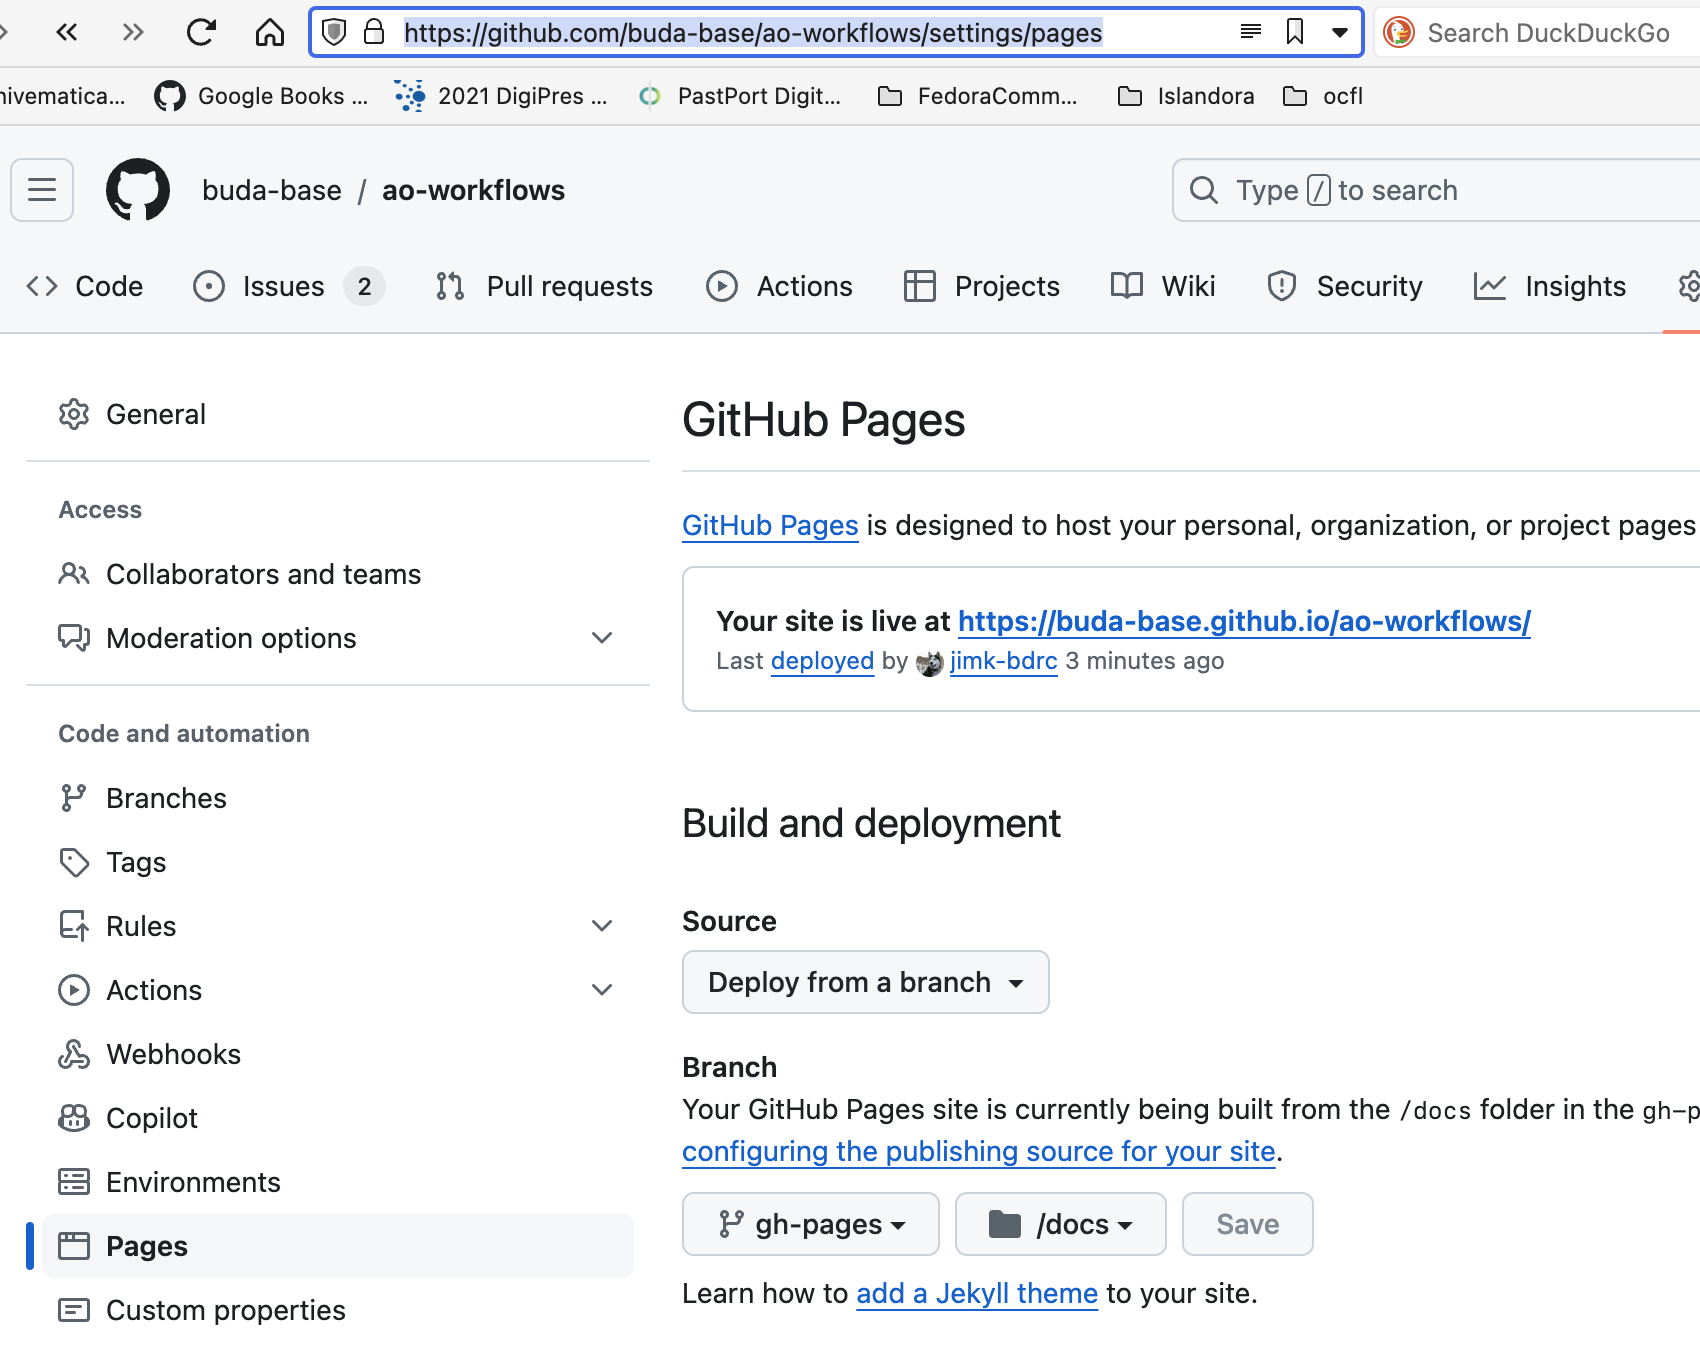 https://github.com/buda-base/ao-workflows/settings/pages
Search DuckDuckGo
nivematica...
Google Books ...
2021 DigiPres ...
PastPort Digit...
FedoraComm...
Islandora
ocfl
buda-base / ao-workflows
Type / to search
Code
Issues 2
Pull requests
Actions
Projects
Wiki
Security
Insights
General
Access
Collaborators and teams
Moderation options
Code and automation
Branches
Tags
Rules
Actions
Webhooks
Copilot
Environments
Pages
Custom properties
GitHub Pages
GitHub Pages is designed to host your personal, organization, or project pages
Your site is live at https://buda-base.github.io/ao-workflows/
Last deployed by jimk-bdrc 3 minutes ago
Build and deployment
Source
Deploy from a branch
Branch
Your GitHub Pages site is currently being built from the /docs folder in the gh-p
configuring the publishing source for your site.
gh-pages
/docs
Save
Learn how to add a Jekyll theme to your site.